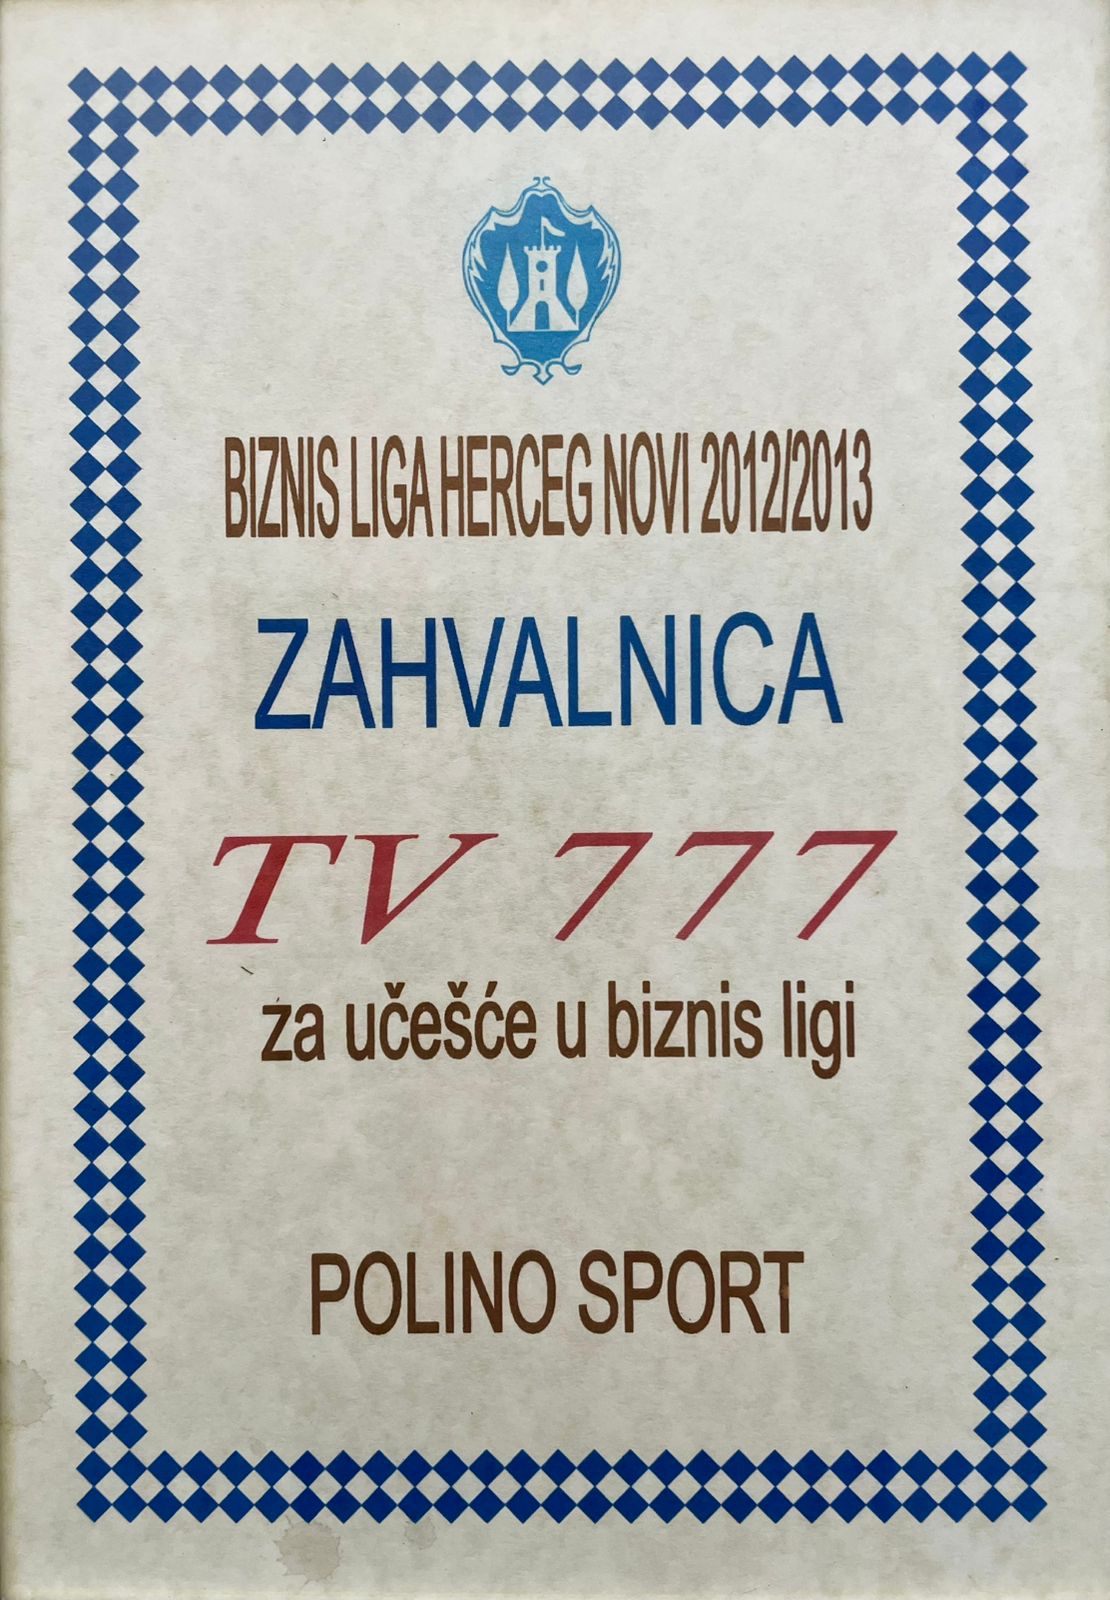 BIZNIS LIGA HERCEG NOVI 2012/2013
ZAHVALNICA
TV 777
za učešće u biznis ligi
POLINO SPORT